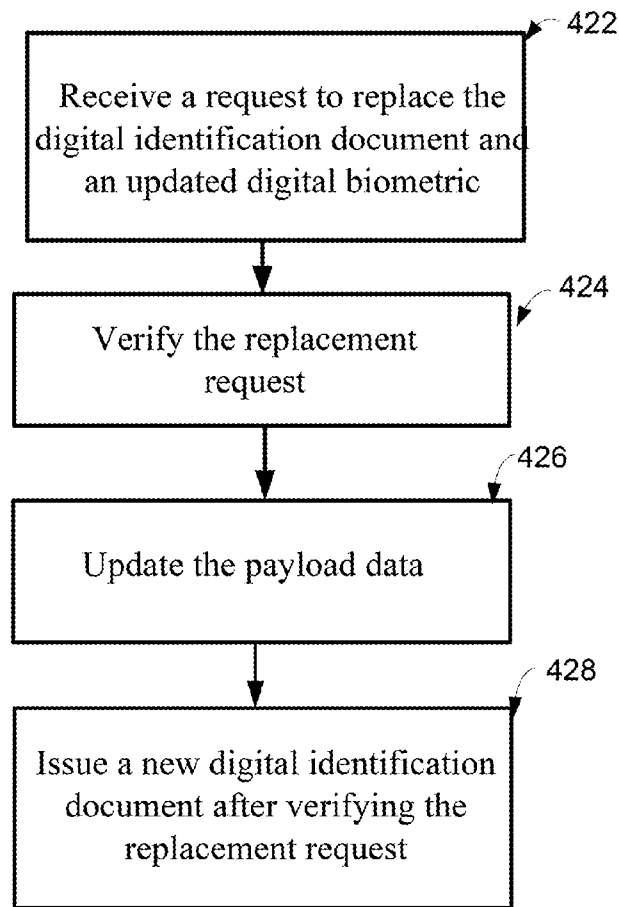 422
Receive a request to replace the
digital identification document and
an updated digital biometric
424
Verify the replacement
request
426
Update the payload data
428
Issue a new digital identification
document after verifying the
replacement request